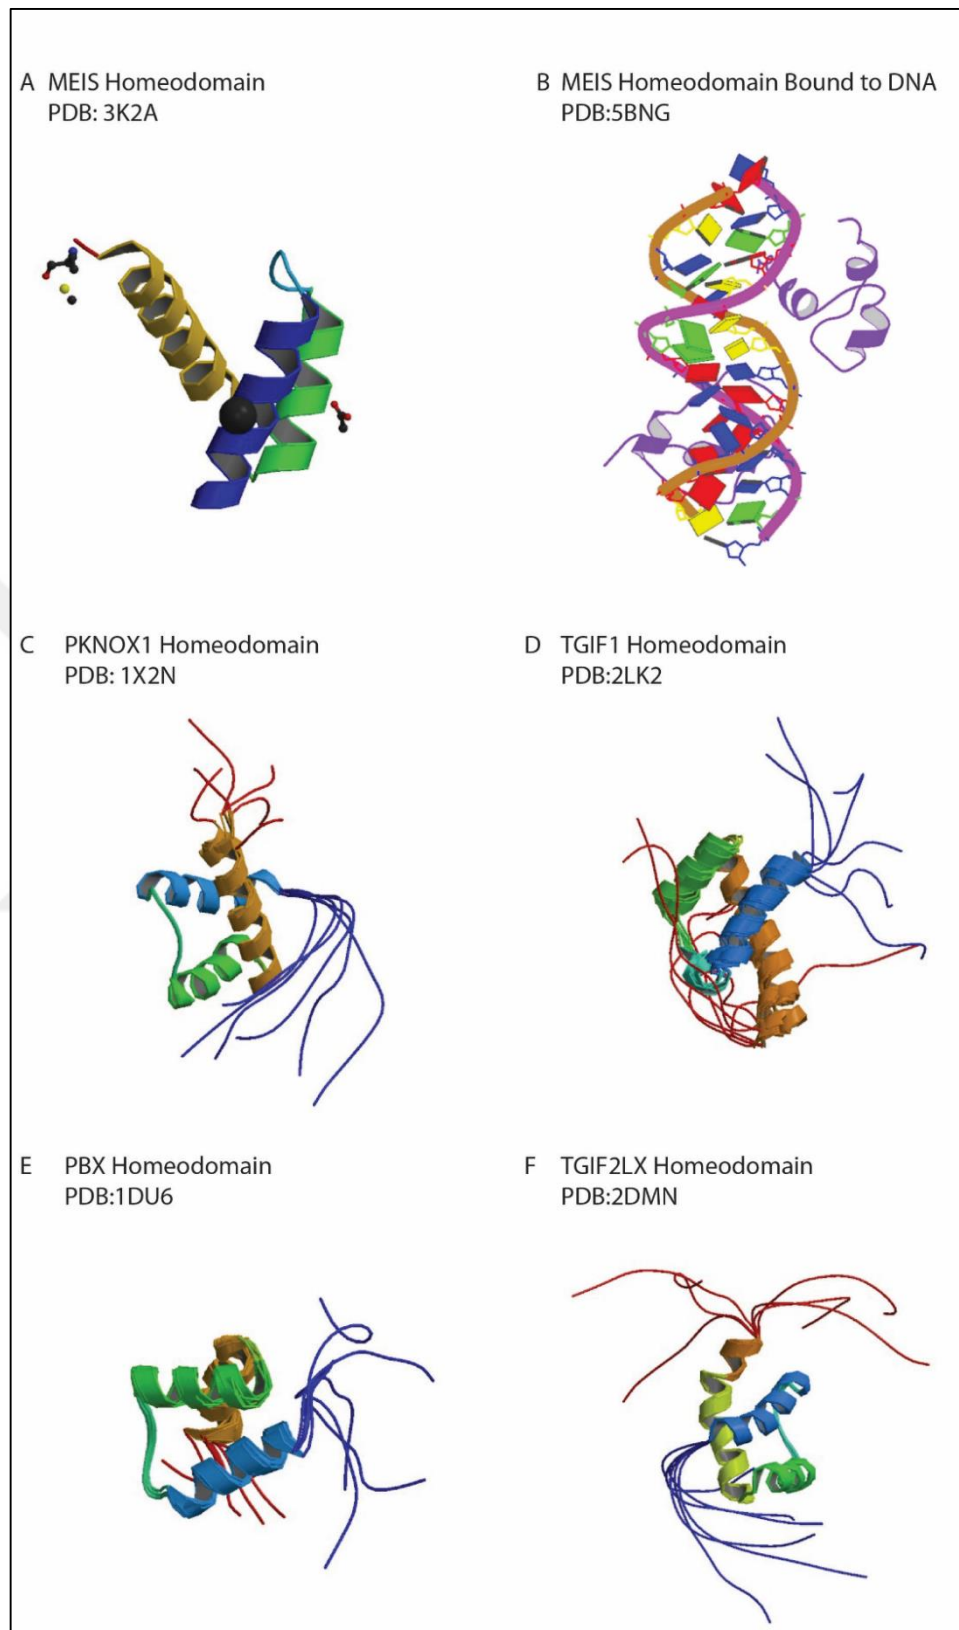 A MEIS Homeodomain
PDB: 3K2A
B MEIS Homeodomain Bound to DNA
PDB:5BNG
C PKNOX1 Homeodomain
PDB: 1X2N
D TGIF1 Homeodomain
PDB:2LK2
E PBX Homeodomain
PDB:1DU6
F TGIF2LX Homeodomain
PDB:2DMN